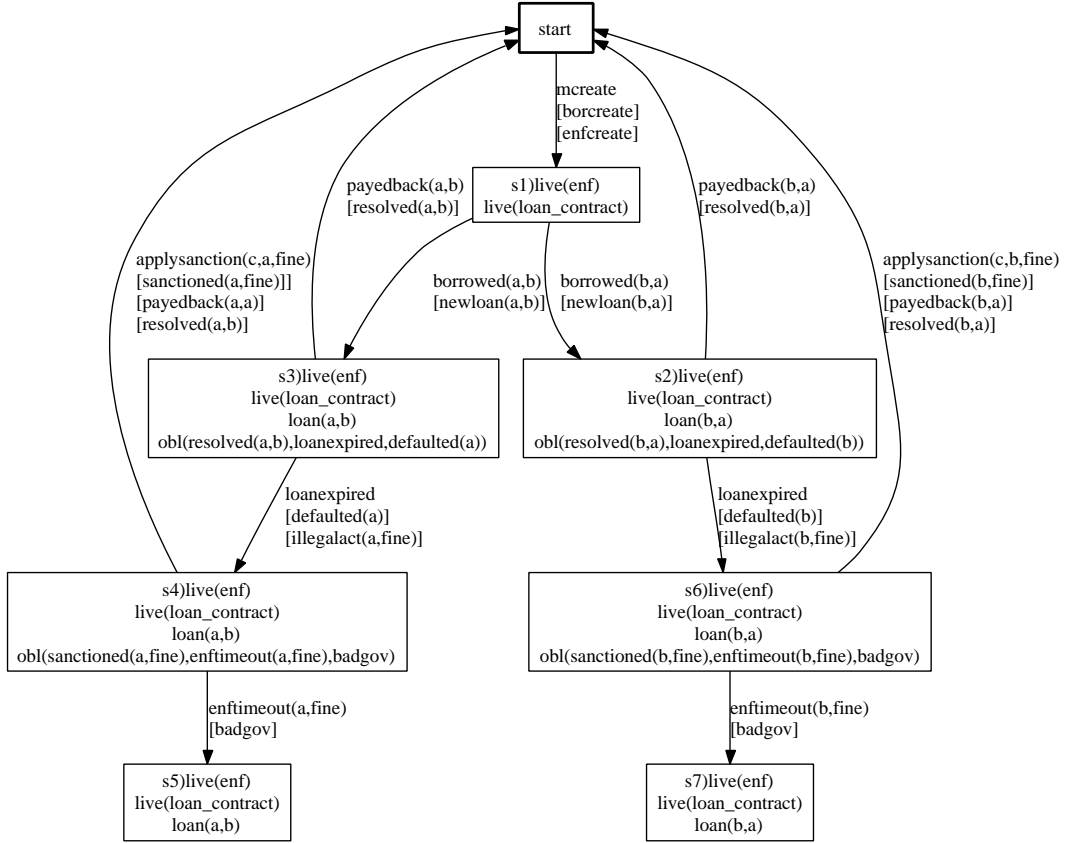 start
mcreate
[borcreate]
[enfcreate]
s1)live(enf)
live(loan_contract)
payedback(a,b)
[resolved(a,b)]
payedback(b,a)
[resolved(b,a)]
applysanction(c,a,fine)
[sanctioned(a,fine)]]
[payedback(a,a)]
[resolved(a,b)]
borrowed(a,b)
[newloan(a,b)]
borrowed(b,a)
[newloan(b,a)]
applysanction(c,b,fine)
[sanctioned(b,fine)]
[payedback(b,a)]
[resolved(b,a)]
s3)live(enf)
live(loan_contract)
loan(a,b)
obl(resolved(a,b),loanexpired,defaulted(a))
s2)live(enf)
live(loan_contract)
loan(b,a)
obl(resolved(b,a),loanexpired,defaulted(b))
loanexpired
[defaulted(a)]
[illegalact(a,fine)]
loanexpired
[defaulted(b)]
[illegalact(b,fine)]
s4)live(enf)
live(loan_contract)
loan(a,b)
obl(sanctioned(a,fine),enftimeout(a,fine),badgov)
s6)live(enf)
live(loan_contract)
loan(b,a)
obl(sanctioned(b,fine),enftimeout(b,fine),badgov)
enftimeout(a,fine)
[badgov]
enftimeout(b,fine)
[badgov]
s5)live(enf)
live(loan_contract)
loan(a,b)
s7)live(enf)
live(loan_contract)
loan(b,a)